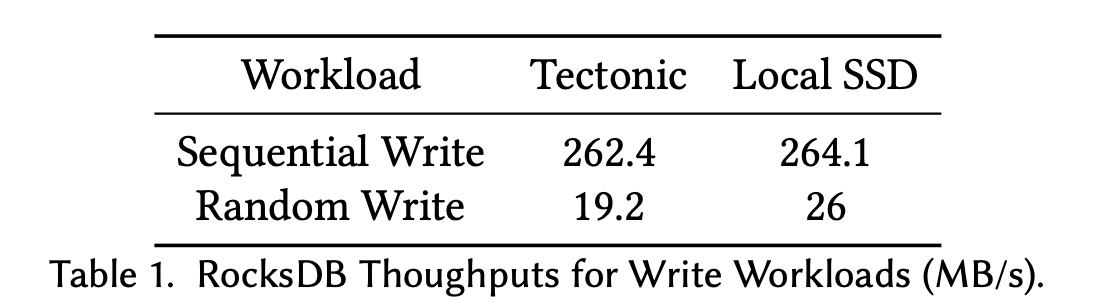 Workload Tectonic Local SSD
Sequential Write 262.4 264.1
Random Write 19.2 26
Table 1. RocksDB Thoughputs for Write Workloads (MB/s).